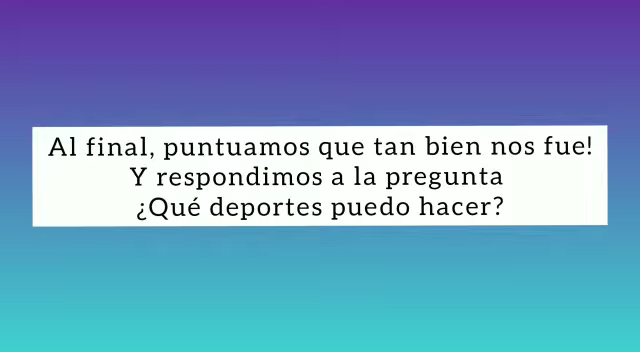 Al final, puntuamos que tan bien nos fue!
Y respondimos a la pregunta
¿Qué deportes puedo hacer?